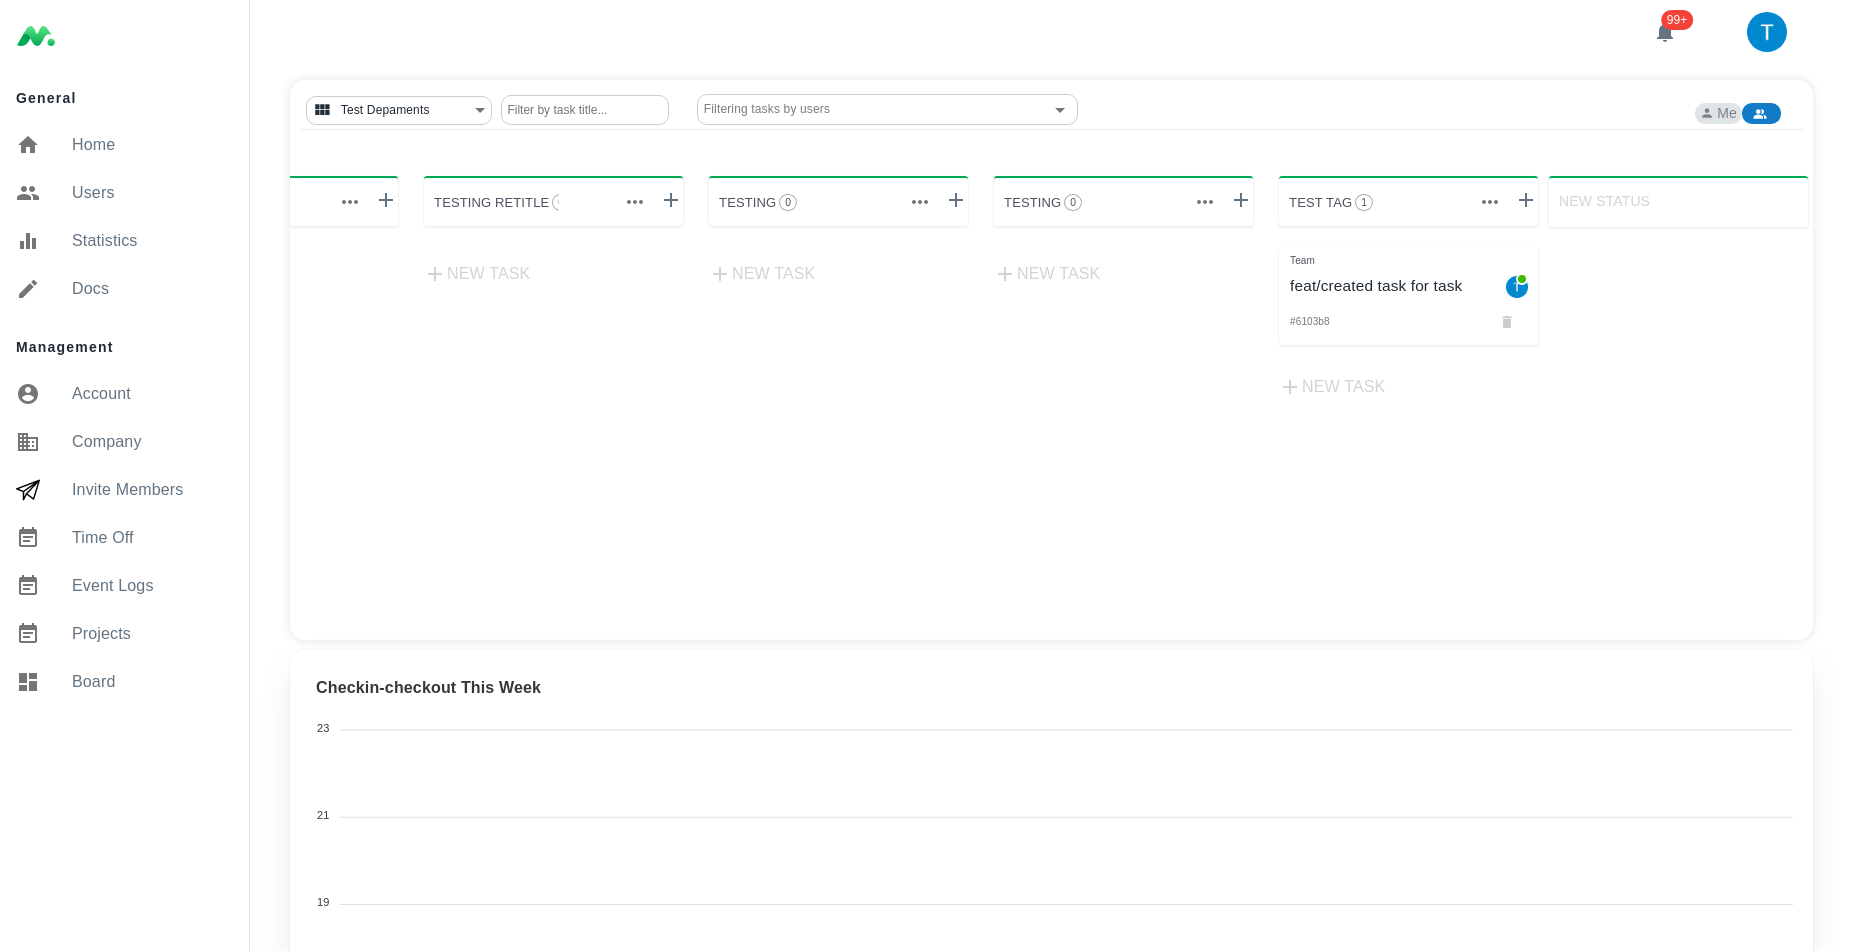 99+
T
General
Home
Users
Statistics
Docs
Management
Account
Company
Invite Members
Time Off
Event Logs
Projects
Board
Test Depaments
Filter by task title...
Filtering tasks by users
Me
TESTING RETITLE
TESTING 0
TESTING 0
TEST TAG 1
NEW STATUS
NEW TASK
NEW TASK
NEW TASK
Team
feat/created task for task
T
#6103b8
NEW TASK
Checkin-checkout This Week
23
21
19